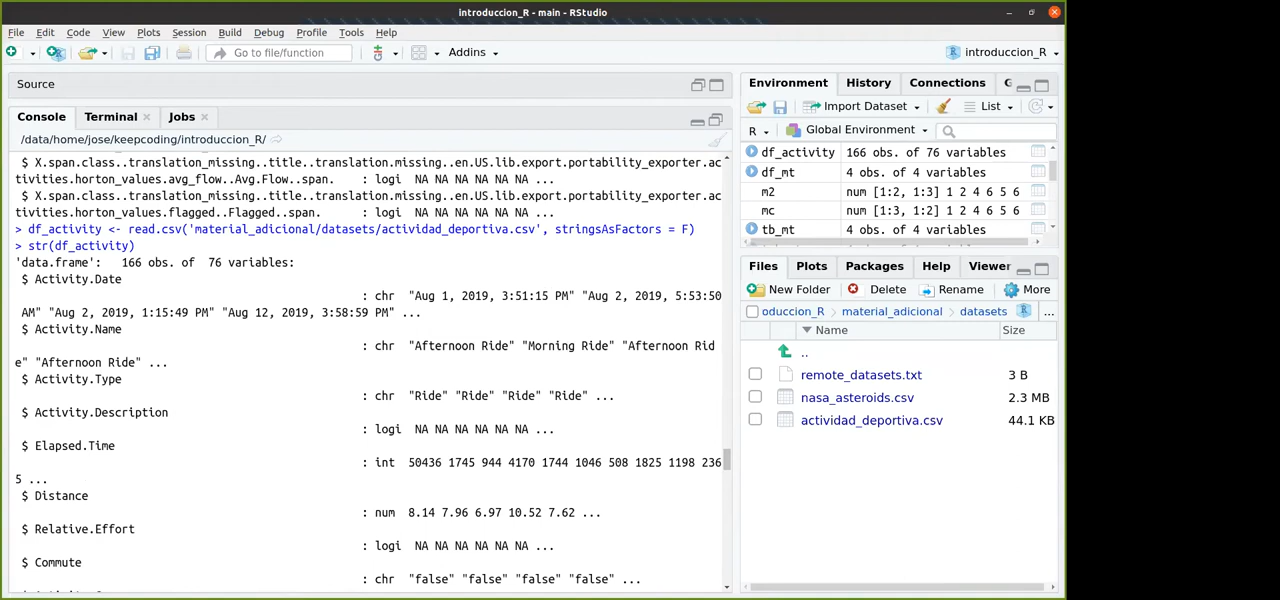 introduccion_R - main - RStudio
File Edit Code View Plots Session Build Debug Profile Tools Help
Go to file/function Addins introduccion_R
Source
Console Terminal Jobs
/data/home/jose/keepcoding/introduccion_R/
$ X.span.class..translation_missing..title..translation.missing..en.US.lib.export.portability_exporter.ac
tivities.horton_values.avg_flow..Avg.Flow..span. : logi NA NA NA NA NA NA ...
$ X.span.class..translation_missing..title..translation.missing..en.US.lib.export.portability_exporter.ac
tivities.horton_values.flagged..Flagged..span. : logi NA NA NA NA NA NA ...
> df_activity <- read.csv('material_adicional/datasets/actividad_deportiva.csv', stringsAsFactors = F)
> str(df_activity)
'data.frame': 166 obs. of 76 variables:
$ Activity.Date
: chr "Aug 1, 2019, 3:51:15 PM" "Aug 2, 2019, 5:53:50
AM" "Aug 2, 2019, 1:15:49 PM" "Aug 12, 2019, 3:58:59 PM" ...
$ Activity.Name
: chr "Afternoon Ride" "Morning Ride" "Afternoon Rid
e" "Afternoon Ride" ...
$ Activity.Type
: chr "Ride" "Ride" "Ride" "Ride" ...
$ Activity.Description
: logi NA NA NA NA NA NA ...
$ Elapsed.Time
: int 50436 1745 944 4170 1744 1046 508 1825 1198 236
5 ...
$ Distance
: num 8.14 7.96 6.97 10.52 7.62 ...
$ Relative.Effort
: logi NA NA NA NA NA NA ...
$ Commute
: chr "false" "false" "false" "false" ...
Environment History Connections
Import Dataset List
R Global Environment
df_activity 166 obs. of 76 variables
df_mt 4 obs. of 4 variables
m2 num [1:2, 1:3] 1 2 4 6 5 6
mc num [1:3, 1:2] 1 2 4 6 5 6
tb_mt 4 obs. of 4 variables
Files Plots Packages Help Viewer
New Folder Delete Rename More
oduccion_R material_adicional datasets ...
Name Size
..
remote_datasets.txt 3 B
nasa_asteroids.csv 2.3 MB
actividad_deportiva.csv 44.1 KB